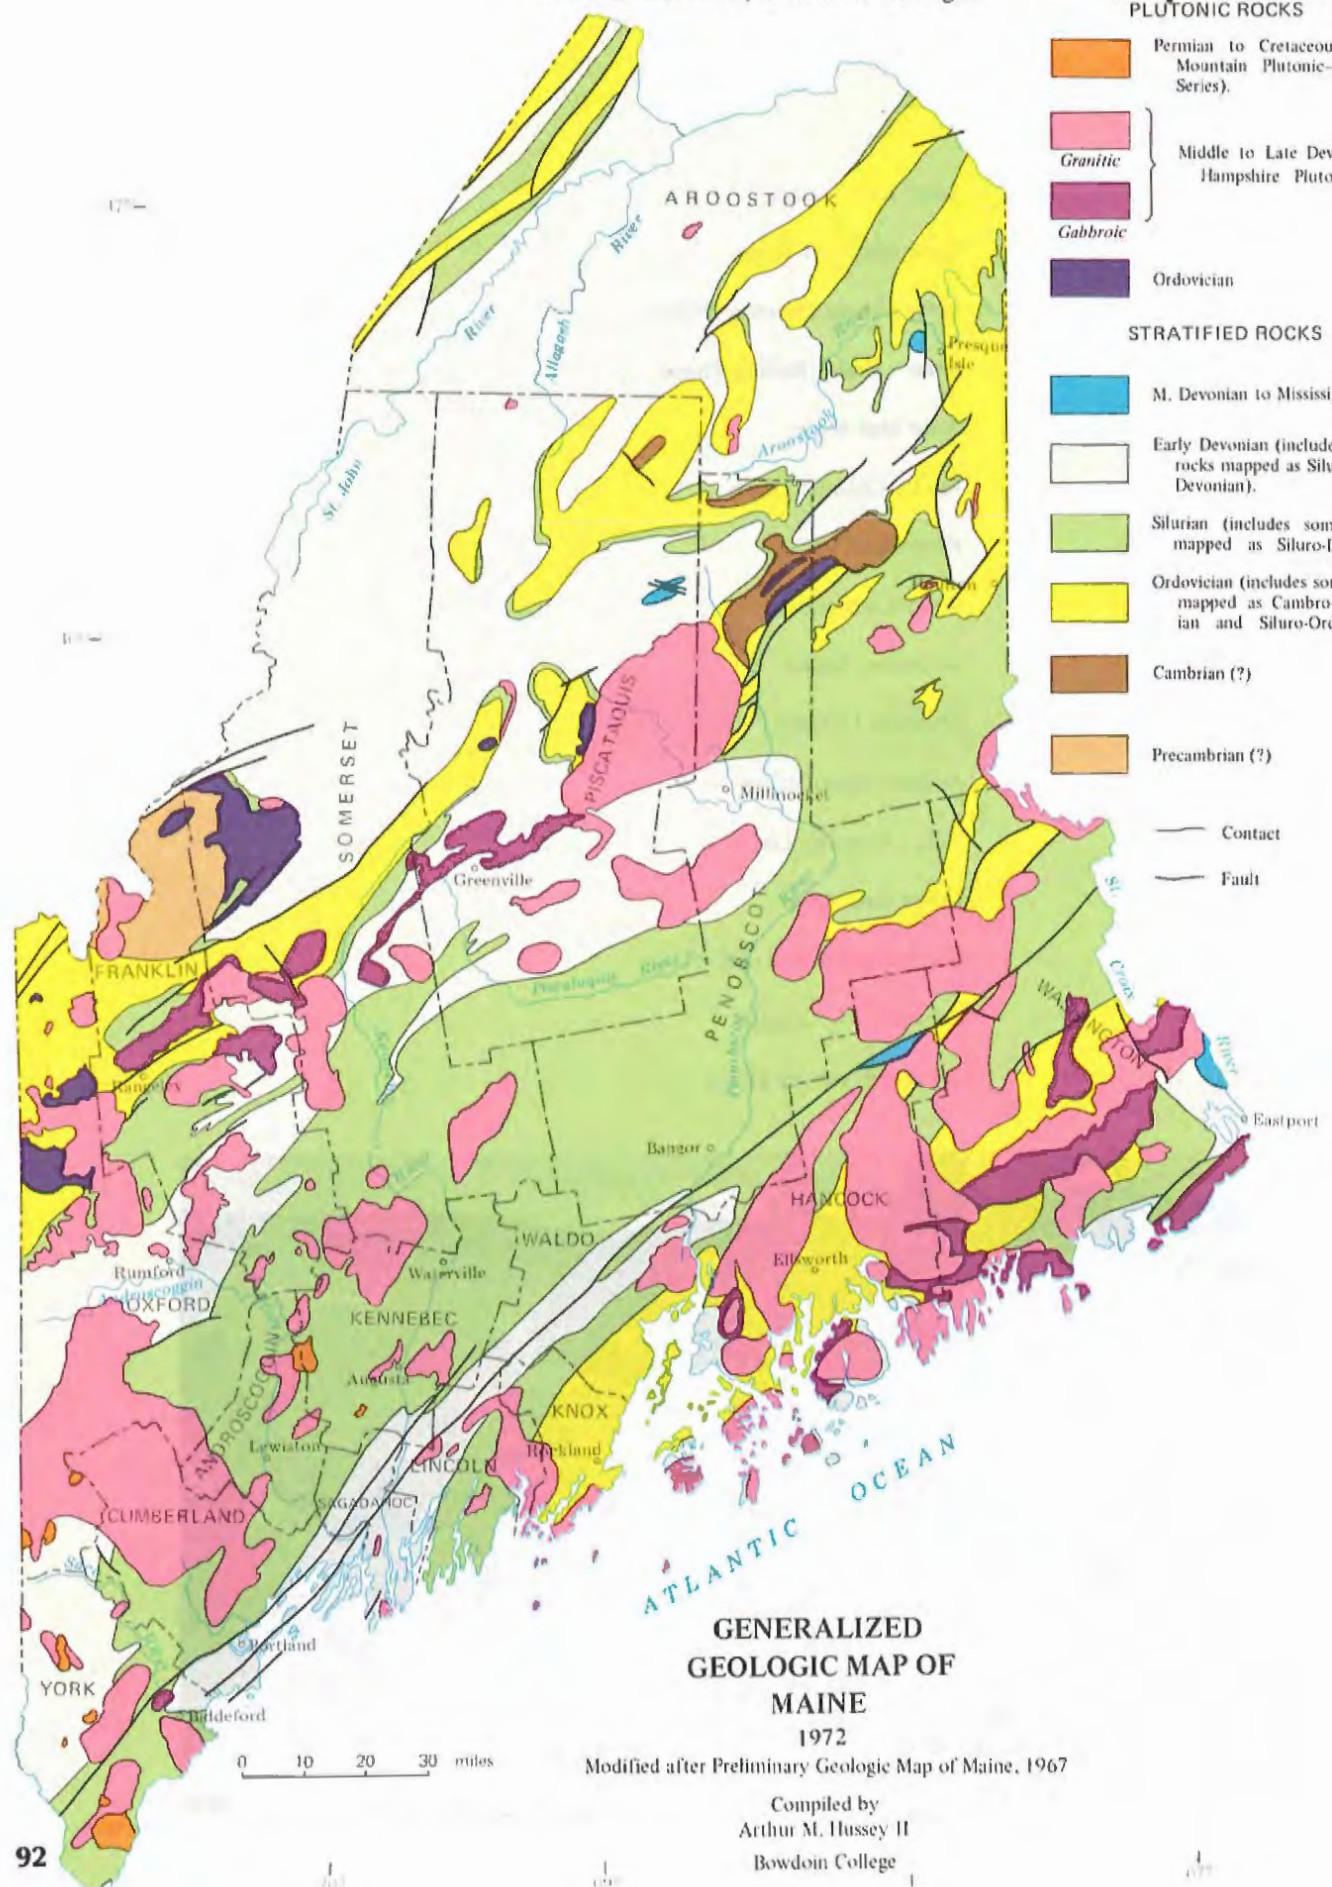 PLUTONIC ROCKS
Permian to Cretaceou
Mountain Plutonic-
Series).
Granitic
Middle to Late Dev
Hampshire Pluto
Gabbroic
Ordovician
STRATIFIED ROCKS
M. Devonian to Mississi
Early Devonian (include
rocks mapped as Silu
Devonian).
Silurian (includes som
mapped as Siluro-D
Ordovician (includes so
mapped as Cambro
ian and Siluro-Ord
Cambrian (?)
Precambrian (?)
Contact
Fault
AROOSTOOK
River
River
Allagash
River
Presque
Isle
Aroostook
St. John
PISCATAQUIS
SOMERSET
Millinocket
Greenville
PENOBSCOT
River
FRANKLIN
River
St. Croix
River
WASHINGTON
Rangeley
Eastport
Bangor
HANCOCK
WALDO
Ellsworth
Rumford
Androscoggin
Waterville
OXFORD
KENNEBEC
Augusta
ANDROSCOGGIN
KNOX
Lewiston
Rockland
LINCOLN
SAGADAHOC
CUMBERLAND
ATLANTIC OCEAN
Portland
YORK
Biddeford
0 10 20 30 miles
GENERALIZED
GEOLOGIC MAP OF
MAINE
1972
Modified after Preliminary Geologic Map of Maine, 1967
Compiled by
Arthur M. Hussey II
Bowdoin College
92